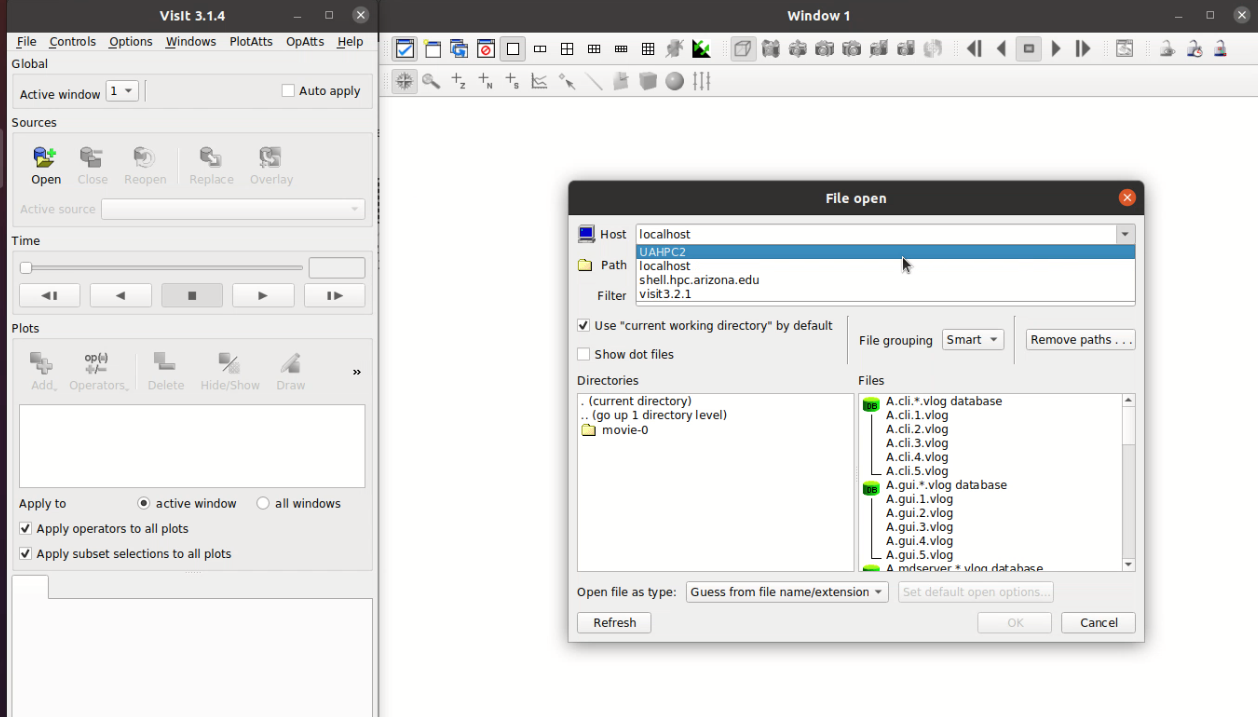 VisIt 3.1.4
File Controls Options Windows PlotAtts OpAtts Help
Global
Active window 1 Auto apply
Sources
Open Close Reopen Replace Overlay
Active source
Time
Plots
Add Operators Delete Hide/Show Draw »
op(u)
+/-
Apply to active window all windows
Apply operators to all plots
Apply subset selections to all plots
Window 1
File open
Host localhost
UAHPC2
localhost
shell.hpc.arizona.edu
visit3.2.1
Path
Filter
Use "current working directory" by default
Show dot files
File grouping Smart
Remove paths . . .
Directories
. (current directory)
.. (go up 1 directory level)
movie-0
Files
A.cli.*.vlog database
A.cli.1.vlog
A.cli.2.vlog
A.cli.3.vlog
A.cli.4.vlog
A.cli.5.vlog
A.gui.*.vlog database
A.gui.1.vlog
A.gui.2.vlog
A.gui.3.vlog
A.gui.4.vlog
A.gui.5.vlog
A.mdserver.*.vlog database
Open file as type: Guess from file name/extension Set default open options...
Refresh OK Cancel